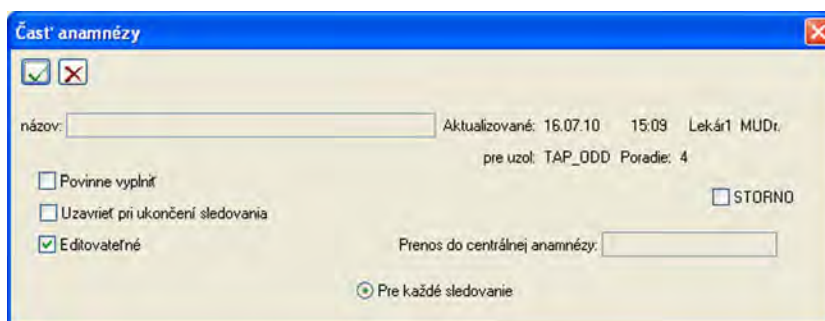 Časť anamnézy
názov: Aktualizované: 16.07.10 15:09 Lekár1 MUDr.
pre uzol: TAP_ODD Poradie: 4
Povinne vyplniť
STORNO
Uzavrieť pri ukončení sledovania
Editovateľné Prenos do centrálnej anamnézy:
Pre každé sledovanie